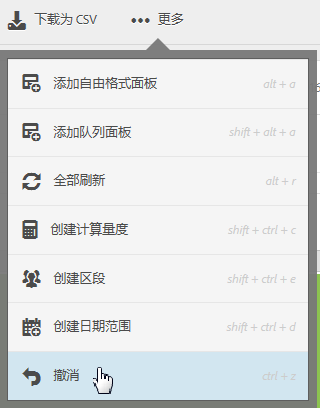 下载为 CSV   ••• 更多
添加自由格式面板   alt + a
添加队列面板   shift + alt + a
全部刷新   alt + r
创建计算量度   shift + ctrl + c
创建区段   shift + ctrl + e
创建日期范围   shift + ctrl + d
撤消   ctrl + z